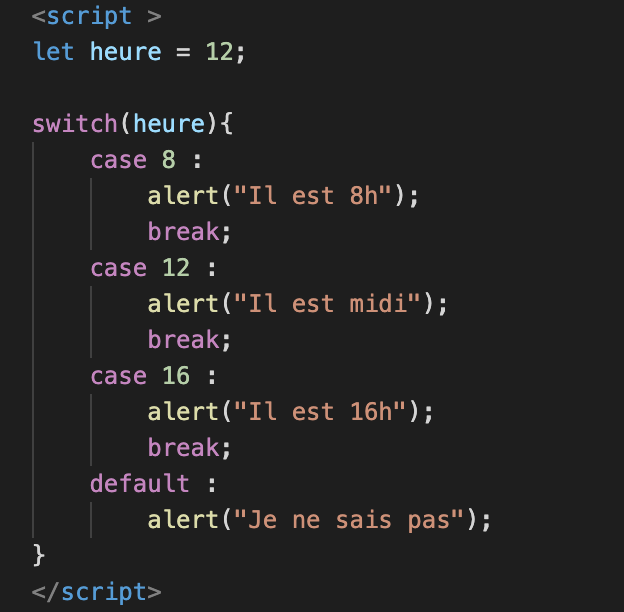 <script >
let heure = 12;
switch(heure){
case 8 :
alert("Il est 8h");
break;
case 12 :
alert("Il est midi");
break;
case 16 :
alert("Il est 16h");
break;
default :
alert("Je ne sais pas");
}
</script>